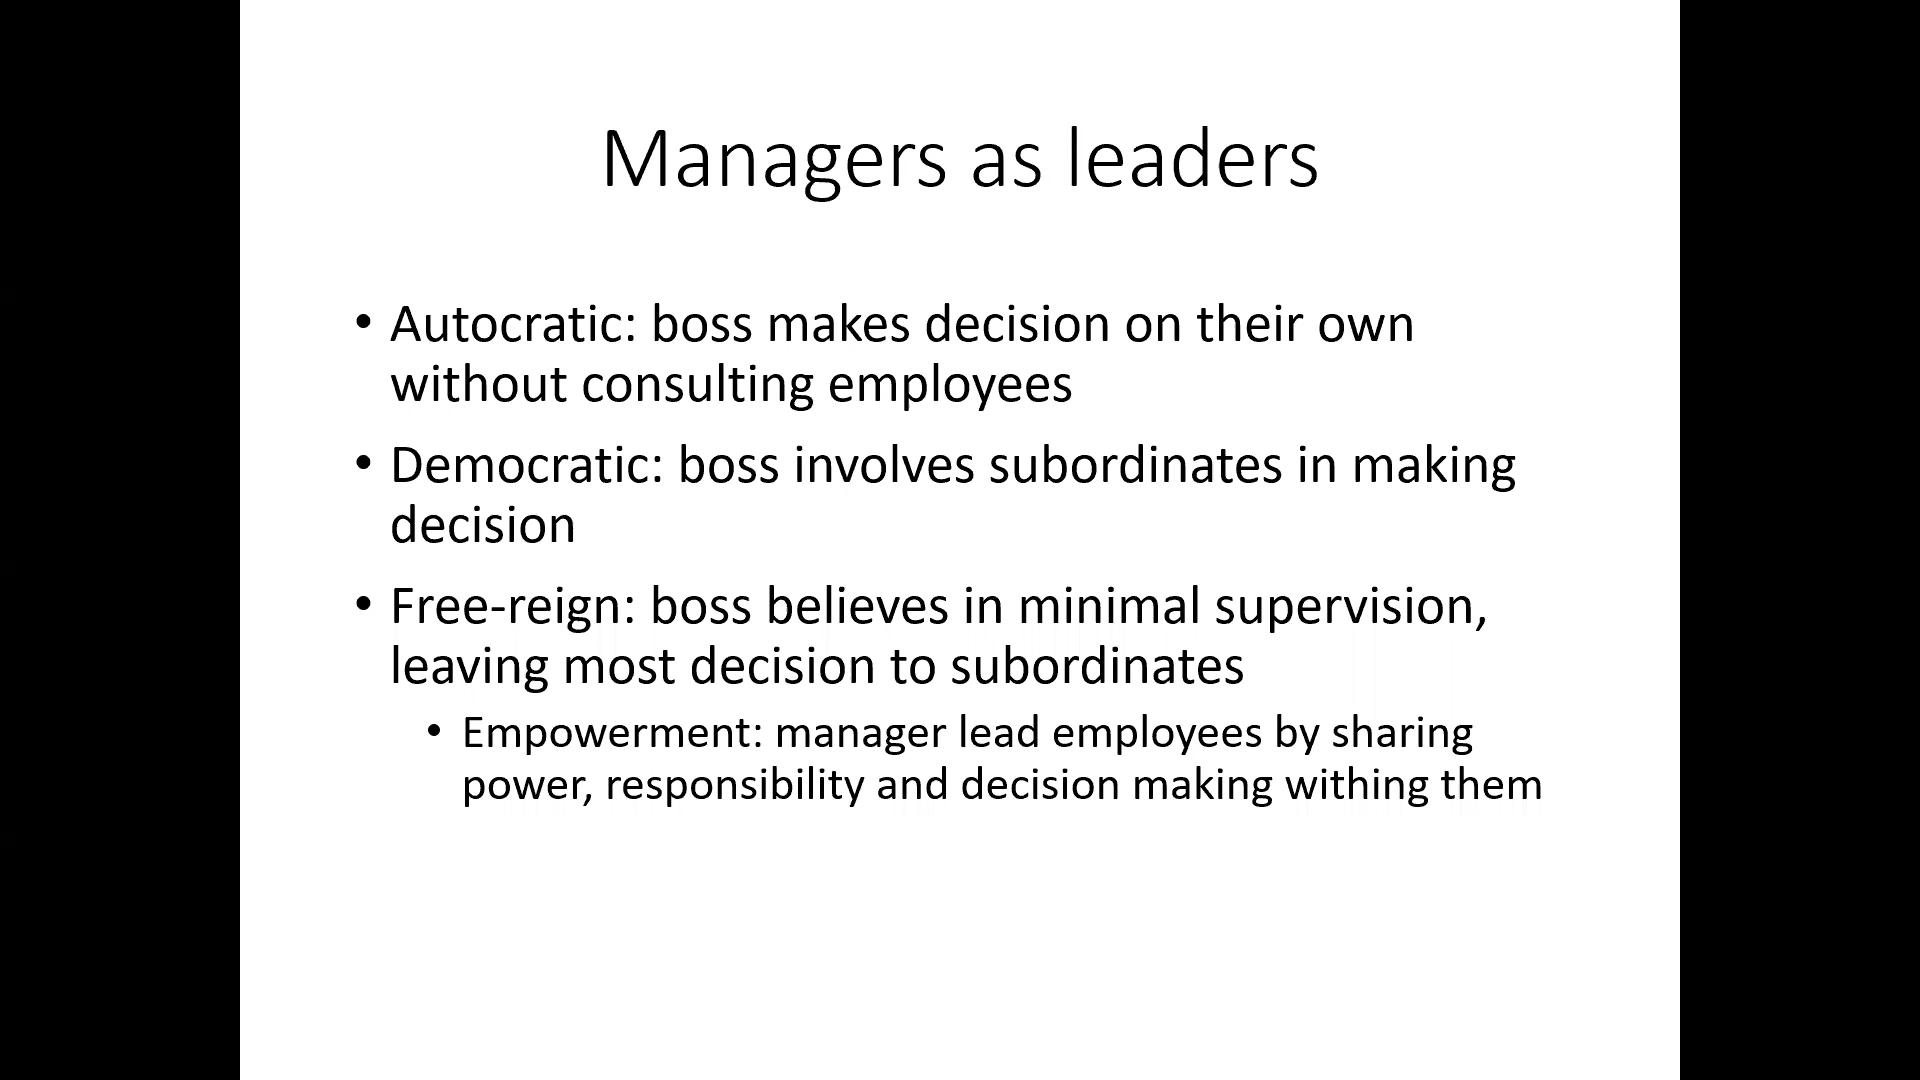 Managers as leaders
• Autocratic: boss makes decision on their own
without consulting employees
• Democratic: boss involves subordinates in making
decision
• Free-reign: boss believes in minimal supervision,
leaving most decision to subordinates
• Empowerment: manager lead employees by sharing
power, responsibility and decision making withing them